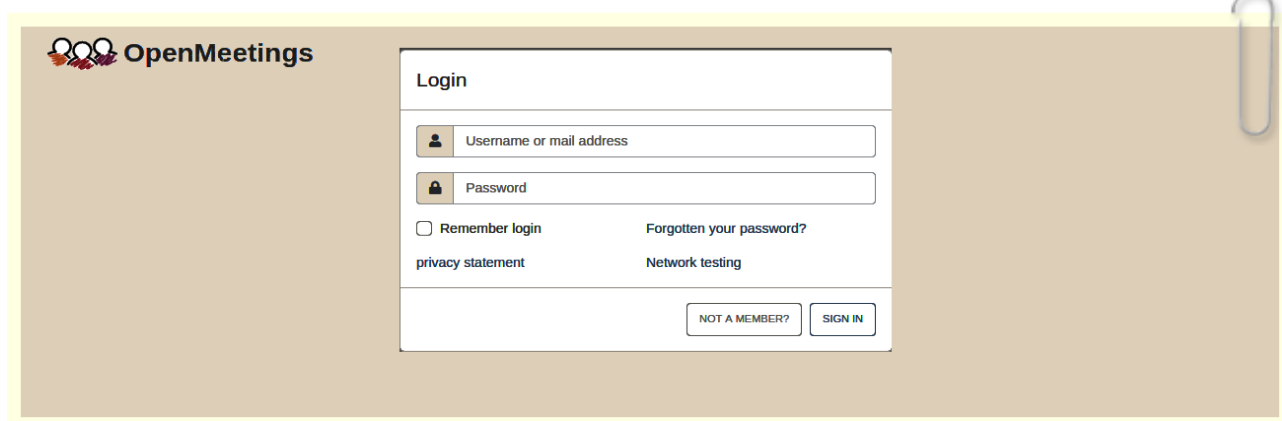 OpenMeetings
Login
Username or mail address
Password
Remember login
Forgotten your password?
privacy statement
Network testing
NOT A MEMBER?
SIGN IN